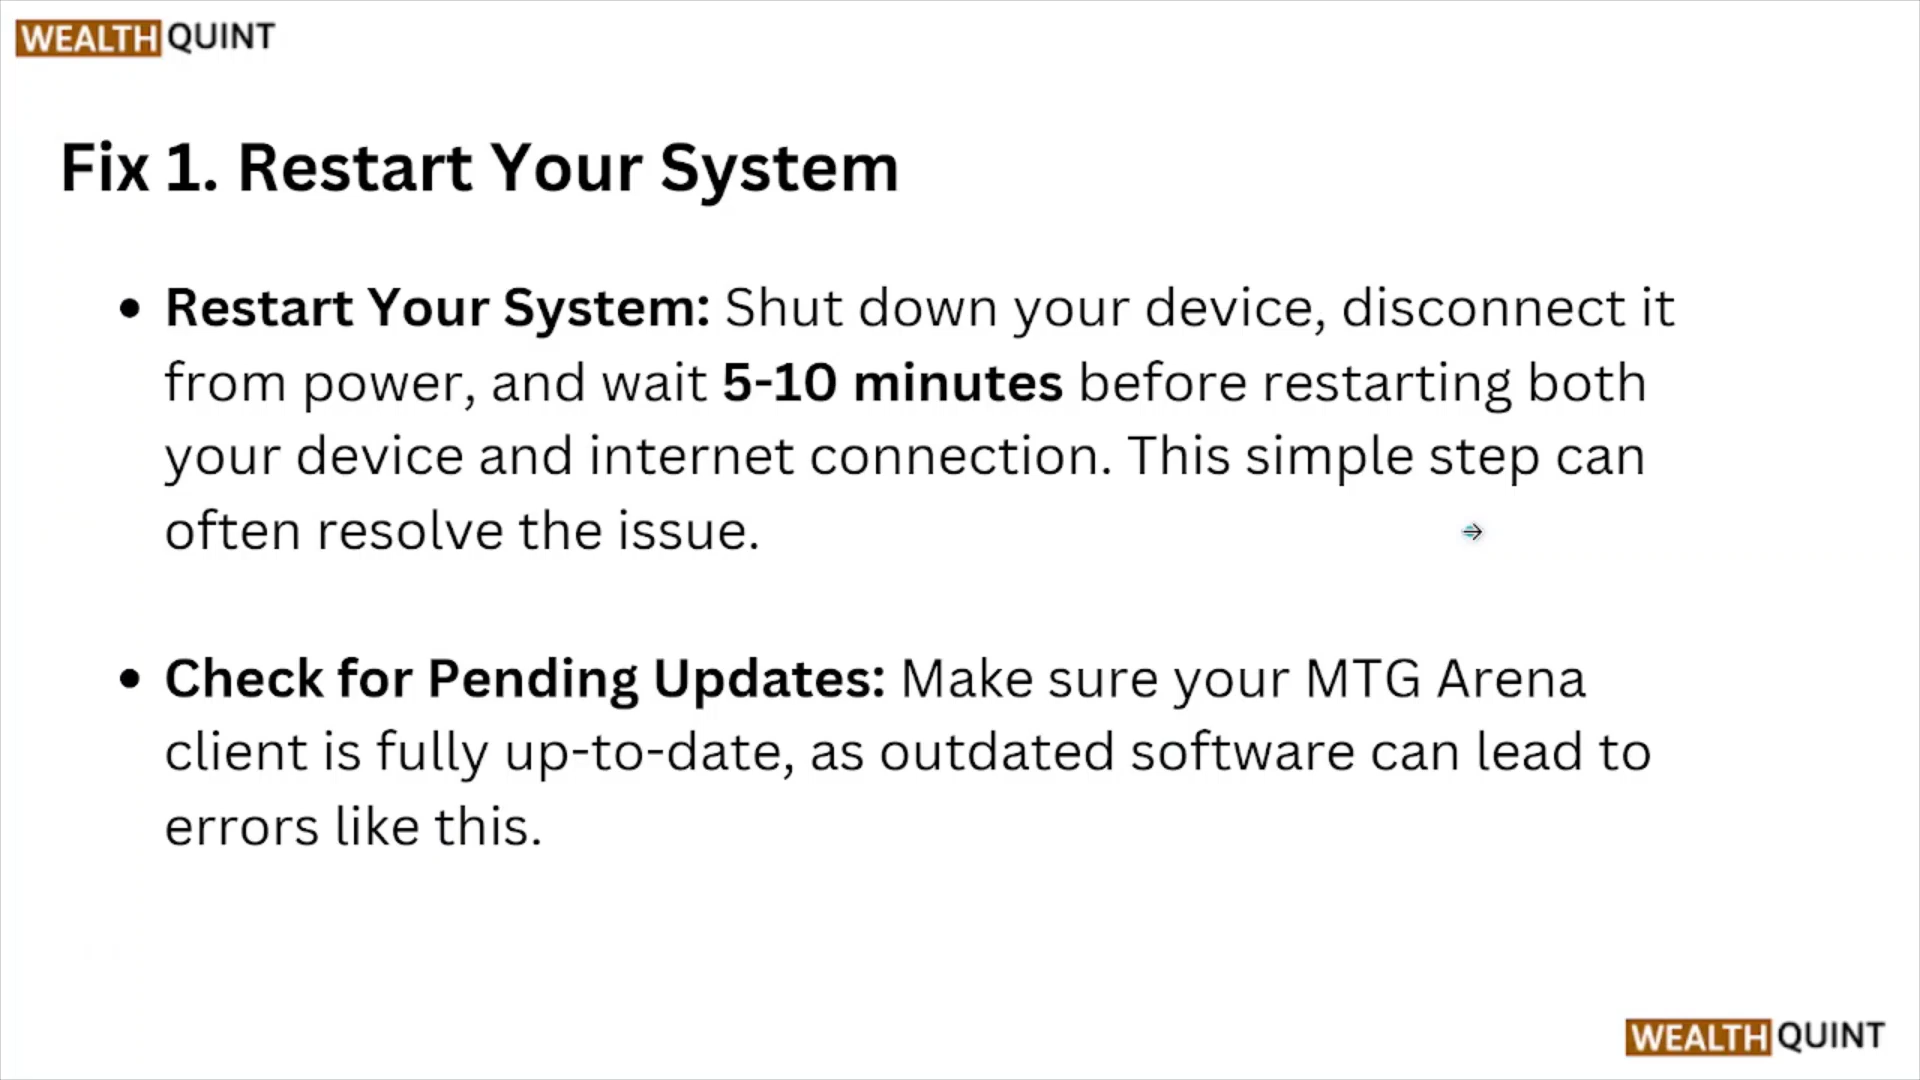 WEALTH QUINT
Fix 1. Restart Your System
• Restart Your System: Shut down your device, disconnect it
from power, and wait 5-10 minutes before restarting both
your device and internet connection. This simple step can
often resolve the issue.
• Check for Pending Updates: Make sure your MTG Arena
client is fully up-to-date, as outdated software can lead to
errors like this.
WEALTH QUINT